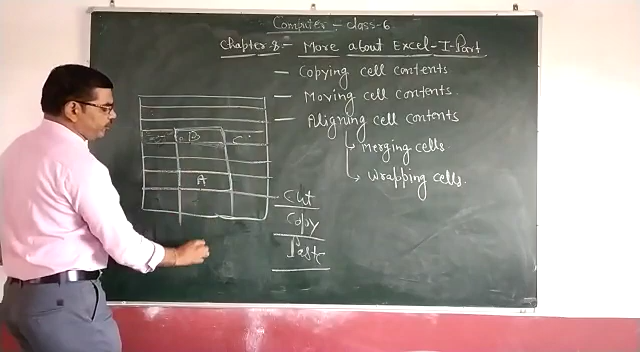 Computer - class-6
Chapter-8:- More about Excel-I-Part
- Copying cell contents
- Moving cell contents
- Aligning cell contents
→ Merging cells.
→ Wrapping cells.
B C
A
Cut
Copy
Paste